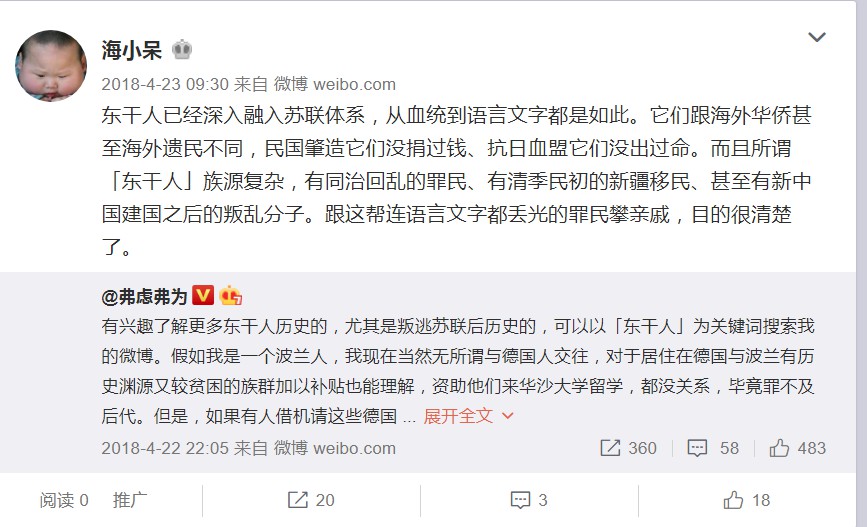 海小呆
2018-4-23 09:30 来自 微博 weibo.com
东干人已经深入融入苏联体系，从血统到语言文字都是如此。它们跟海外华侨甚
至海外遗民不同，民国肇造它们没捐过钱、抗日血盟它们没出过命。而且所谓
「东干人」族源复杂，有同治回乱的罪民、有清季民初的新疆移民、甚至有新中
国建国之后的叛乱分子。跟这帮连语言文字都丢光的罪民攀亲戚，目的很清楚
了。
@弗虑弗为
有兴趣了解更多东干人历史的，尤其是叛逃苏联后历史的，可以以「东干人」为关键词搜索我
的微博。假如我是一个波兰人，我现在当然无所谓与德国人交往，对于居住在德国与波兰有历
史渊源又较贫困的族群加以补贴也能理解，资助他们来华沙大学留学，都没关系，毕竟罪不及
后代。但是，如果有人借机请这些德国 ... 展开全文
2018-4-22 22:05 来自 微博 weibo.com 360 58 483
阅读 0 推广 20 3 18